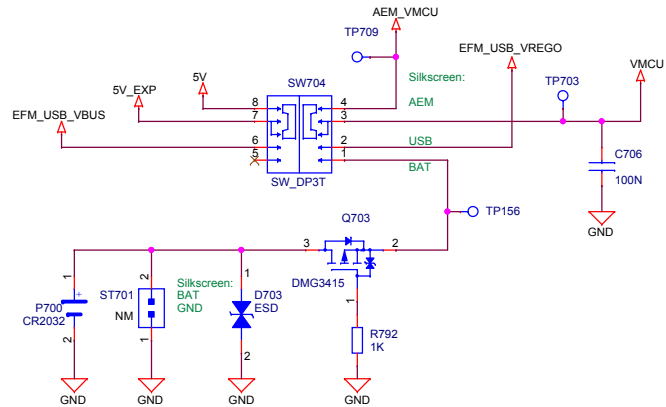 AEM_VMCU
TP709
EFM_USB_VREGO
5V
5V_EXP
EFM_USB_VBUS
SW704
Silkscreen:
TP703
VMCU
8
7
6
5
4
3
2
1
AEM
USB
BAT
SW_DP3T
C706
100N
GND
TP156
Q703
3
2
DMG3415
1
1
P700
CR2032
2
+
2
ST701
NM
1
Silkscreen:
BAT
GND
1
D703
ESD
2
R792
1K
GND
GND
GND
GND